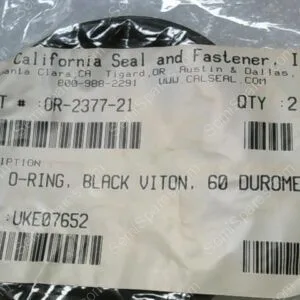 California Seal and Fastener, I
anta Clara,CA Tigard,OR Austin & Dallas,
800-988-2291 WWW.CALSEAL.COM
T #:OR-2377-21 QTY:2
IPTION
O-RING, BLACK VITON, 60 DUROME
:UKE07652